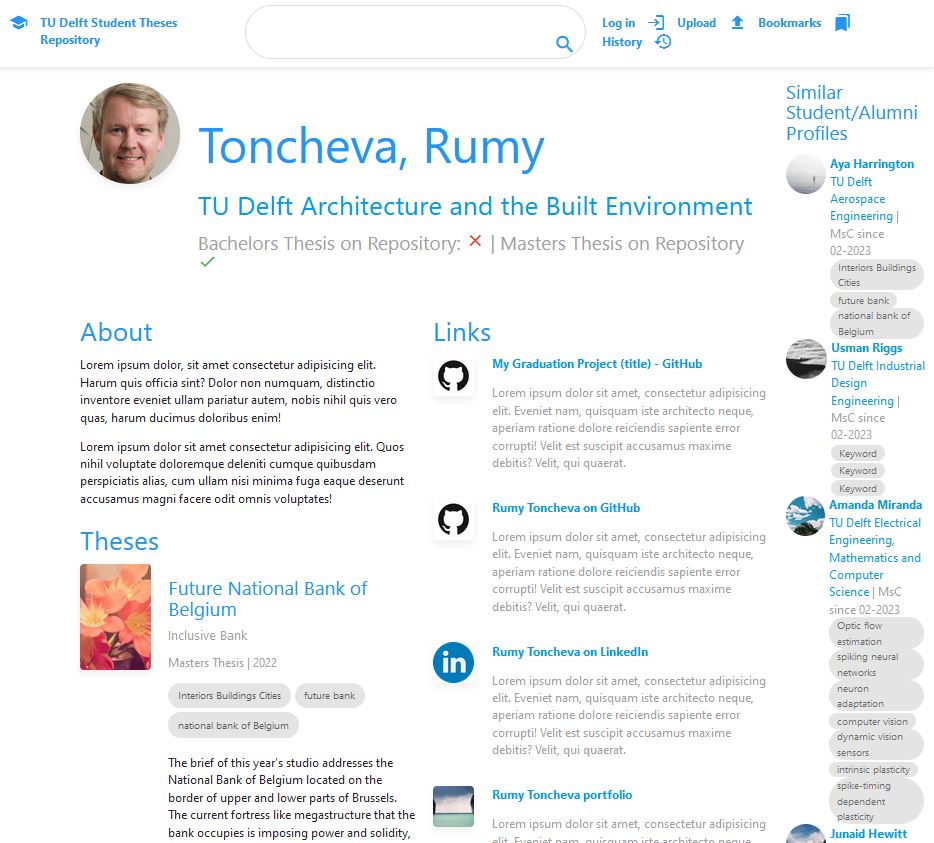 TU Delft Student Theses
Repository
Log in
Upload
Bookmarks
History
Toncheva, Rumy
TU Delft Architecture and the Built Environment
Bachelors Thesis on Repository: ✕ | Masters Thesis on Repository
✓
About
Lorem ipsum dolor, sit amet consectetur adipisicing elit.
Harum quis officia sint? Dolor non numquam, distinctio
inventore eveniet ullam pariatur autem, nobis nihil quis vero
quas, harum ducimus doloribus enim!
Lorem ipsum dolor sit amet consectetur adipisicing elit. Quos
nihil voluptate doloremque deleniti cumque quibusdam
perspiciatis alias, cum ullam nisi minima fuga eaque deserunt
accusamus magni facere odit omnis voluptates!
Theses
Future National Bank of
Belgium
Inclusive Bank
Masters Thesis | 2022
Interiors Buildings Cities
future bank
national bank of Belgium
The brief of this year's studio addresses the
National Bank of Belgium located on the
border of upper and lower parts of Brussels.
The current fortress like megastructure that the
bank occupies is imposing power and solidity,
Links
My Graduation Project (title) - GitHub
Lorem ipsum dolor sit amet, consectetur adipisicing
elit. Eveniet nam, quisquam iste architecto neque,
aperiam ratione dolore reiciendis sapiente error
corrupti! Velit est suscipit accusamus maxime
debitis? Velit, qui quaerat.
Rumy Toncheva on GitHub
Lorem ipsum dolor sit amet, consectetur adipisicing
elit. Eveniet nam, quisquam iste architecto neque,
aperiam ratione dolore reiciendis sapiente error
corrupti! Velit est suscipit accusamus maxime
debitis? Velit, qui quaerat.
in
Rumy Toncheva on LinkedIn
Lorem ipsum dolor sit amet, consectetur adipisicing
elit. Eveniet nam, quisquam iste architecto neque,
aperiam ratione dolore reiciendis sapiente error
corrupti! Velit est suscipit accusamus maxime
debitis? Velit, qui quaerat.
Rumy Toncheva portfolio
Lorem ipsum dolor sit amet, consectetur adipisicing
elit. Eveniet nam, quisquam iste architecto neque,
Similar
Student/Alumni
Profiles
Aya Harrington
TU Delft
Aerospace
Engineering |
MsC since
02-2023
Interiors Buildings
Cities
future bank
national bank of
Belgium
Usman Riggs
TU Delft Industrial
Design
Engineering |
MsC since
02-2023
Keyword
Keyword
Keyword
Amanda Miranda
TU Delft Electrical
Engineering,
Mathematics and
Computer
Science | MsC
since 02-2023
Optic flow
estimation
spiking neural
networks
neuron
adaptation
computer vision
dynamic vision
sensors
intrinsic plasticity
spike-timing
dependent
plasticity
Junaid Hewitt